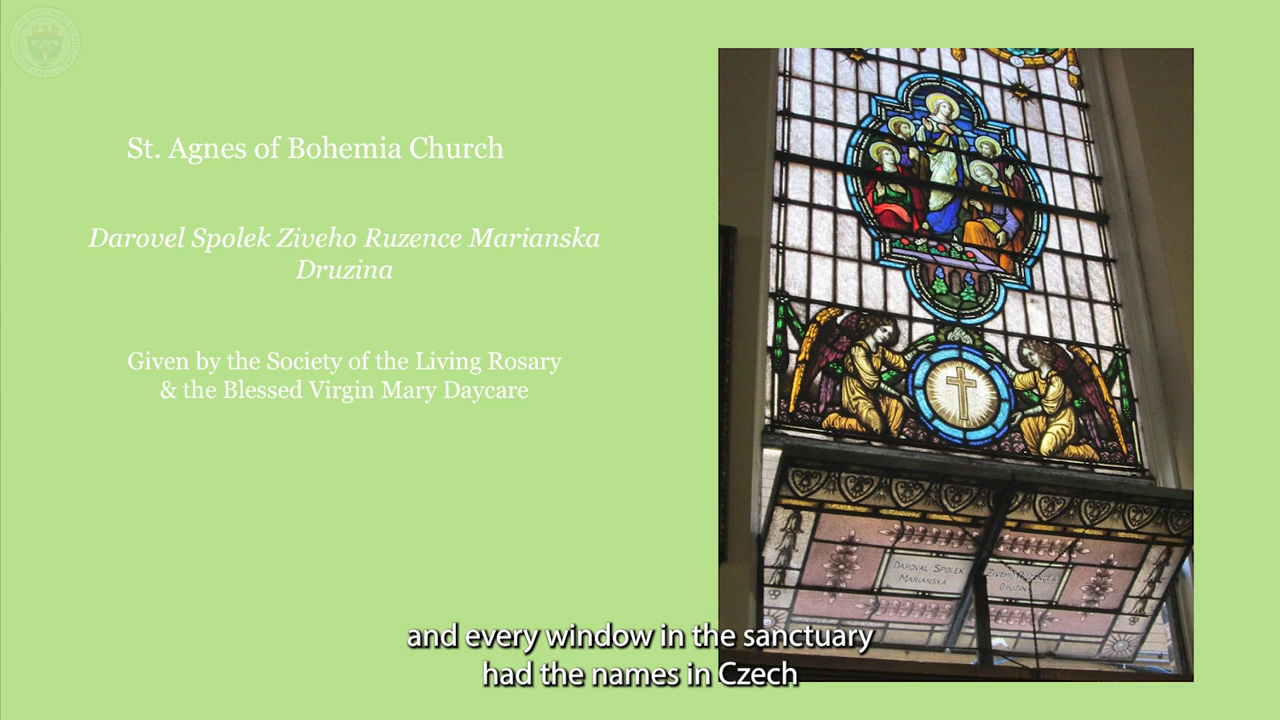 St. Agnes of Bohemia Church
Darovel Spolek Ziveho Ruzence Marianska
Druzina
Given by the Society of the Living Rosary
& the Blessed Virgin Mary Daycare
DAROVAL SPOLEK
MARIANSKA
ZIVEHO RUZENCE
DRUZINA
and every window in the sanctuary
had the names in Czech